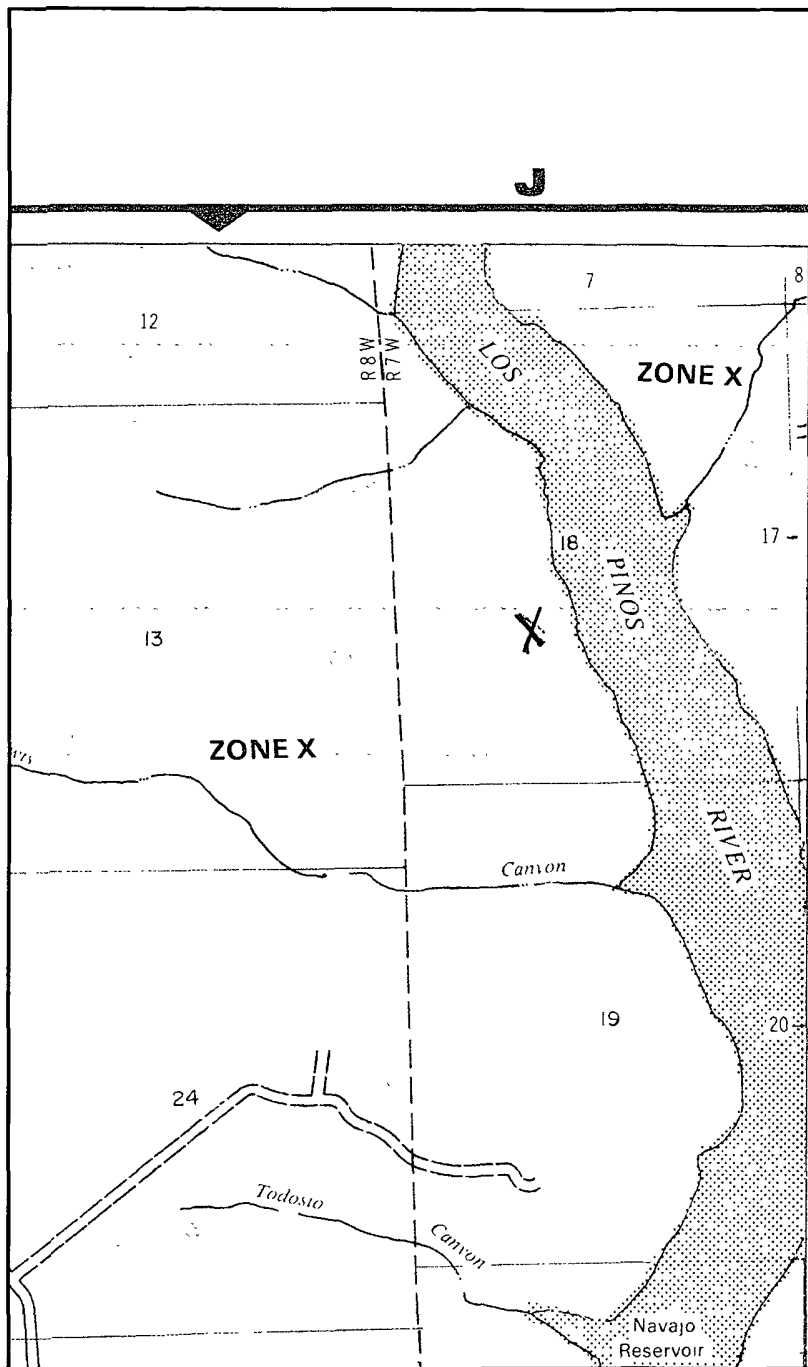 J
7
8
12
R8W
R7W
LOS
ZONE X
18
17
PINOS
X
13
ZONE X
RIVER
Canyon
19
20
24
Todosio
Canyon
Navajo
Reservoir